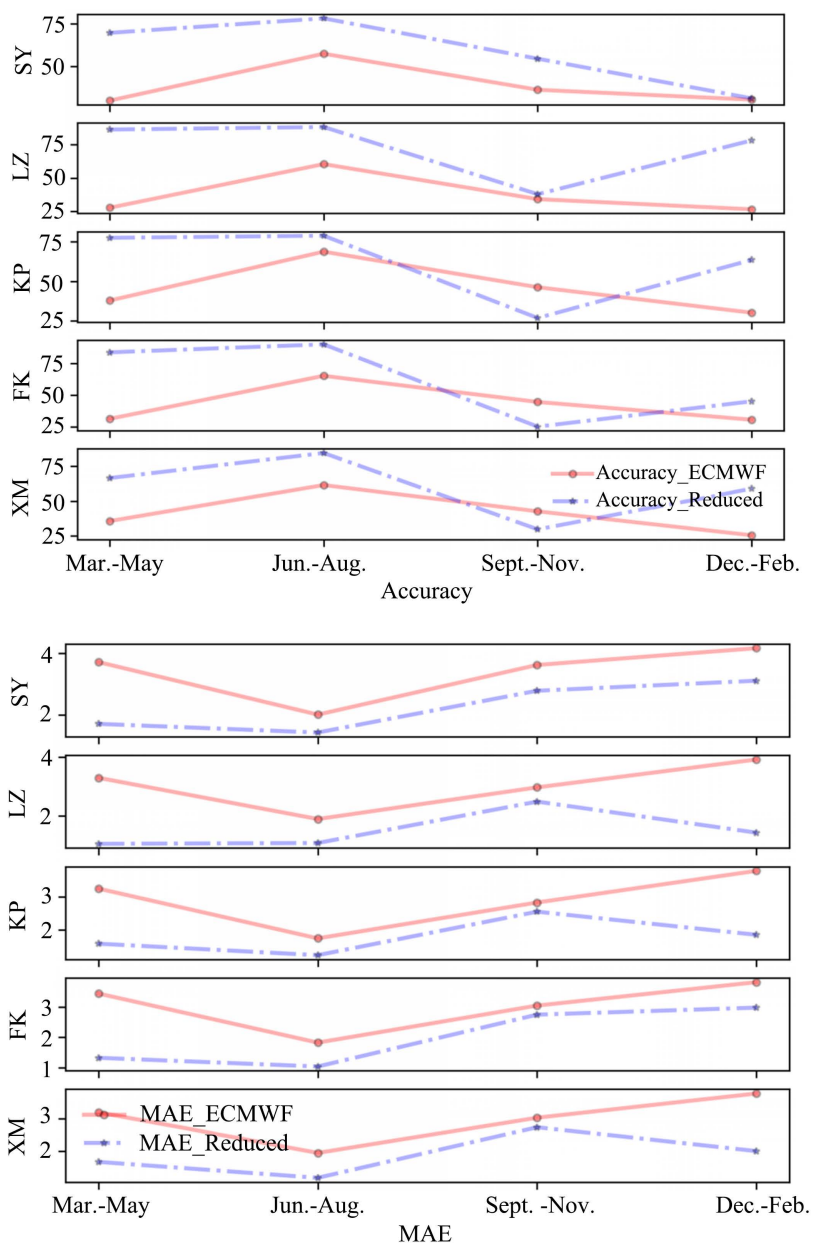 SY
75
50
LZ
75
50
25
KP
75
50
25
FK
75
50
25
XM
75
50
25
Accuracy_ECMWF
Accuracy_Reduced
Mar.-May Jun.-Aug. Sept.-Nov. Dec.-Feb.
Accuracy
SY
4
2
LZ
4
2
KP
3
2
FK
3
2
1
XM
3
2
MAE_ECMWF
MAE_Reduced
Mar.-May Jun.-Aug. Sept. -Nov. Dec.-Feb.
MAE